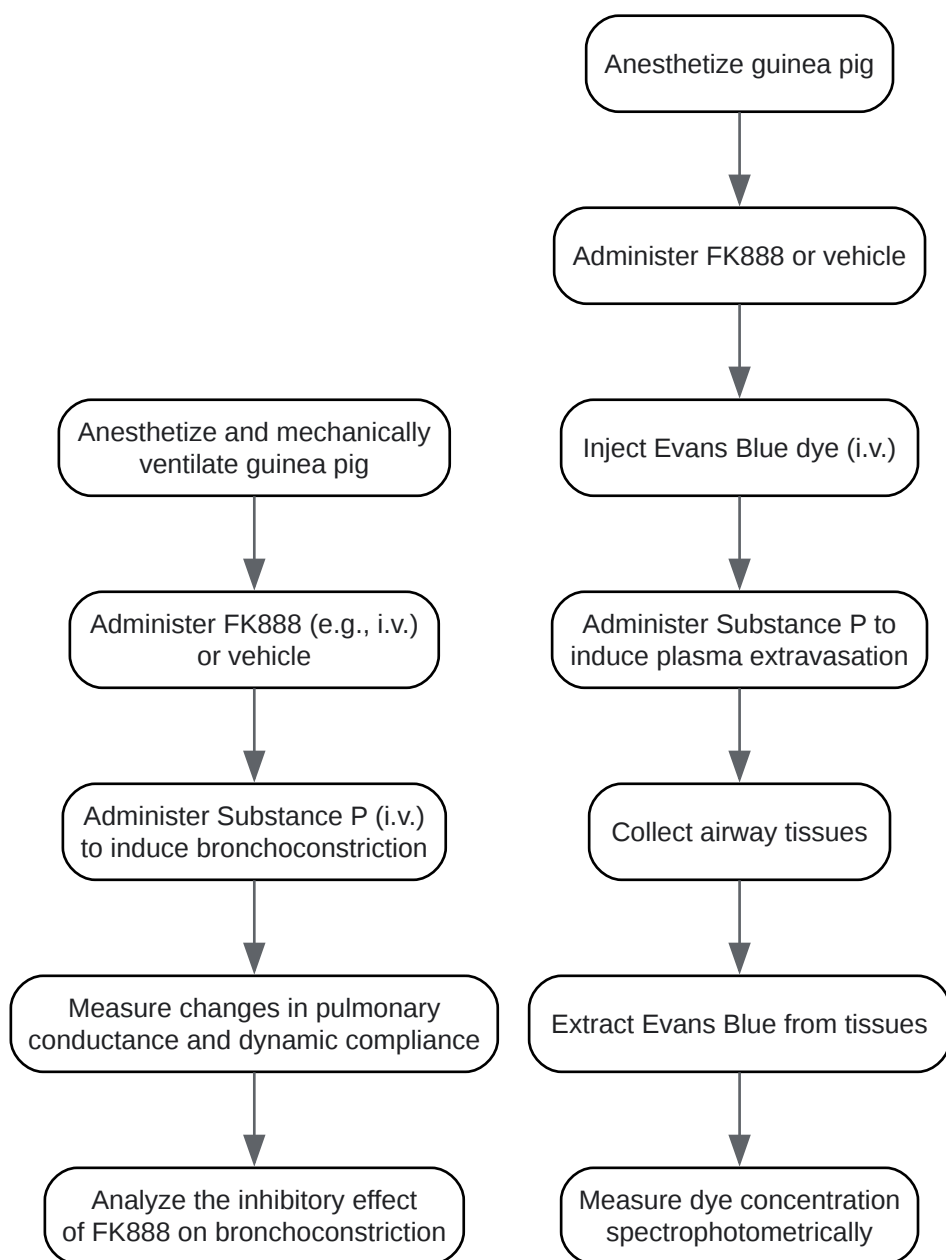 Anesthetize guinea pig
Administer FK888 or vehicle
Inject Evans Blue dye (i.v.)
Administer Substance P to
induce plasma extravasation
Collect airway tissues
Extract Evans Blue from tissues
Measure dye concentration
spectrophotometrically
Anesthetize and mechanically
ventilate guinea pig
Administer FK888 (e.g., i.v.)
or vehicle
Administer Substance P (i.v.)
to induce bronchoconstriction
Measure changes in pulmonary
conductance and dynamic compliance
Analyze the inhibitory effect
of FK888 on bronchoconstriction